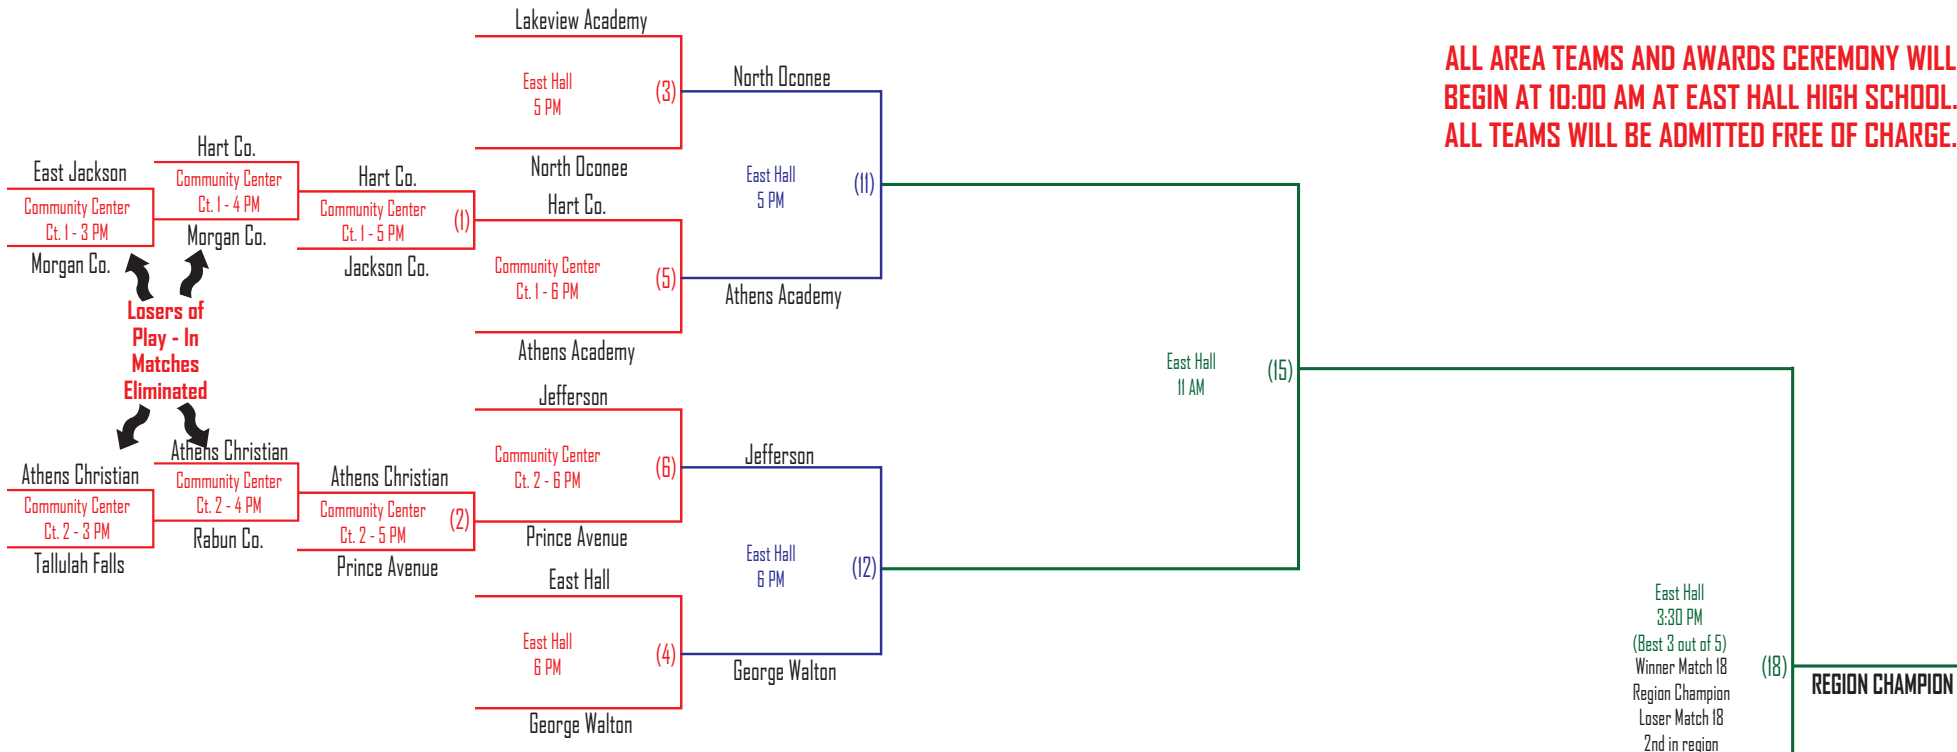 Lakeview Academy
East Hall
5 PM
(3)
North Oconee
North Oconee
ALL AREA TEAMS AND AWARDS CEREMONY WILL
BEGIN AT 10:00 AM AT EAST HALL HIGH SCHOOL.
ALL TEAMS WILL BE ADMITTED FREE OF CHARGE.
East Jackson
Community Center
Ct. 1 - 3 PM
Morgan Co.
Hart Co.
Community Center
Ct. 1 - 4 PM
Morgan Co.
Hart Co.
Community Center
Ct. 1 - 5 PM
(1)
Jackson Co.
Hart Co.
Community Center
Ct. 1 - 6 PM
(5)
Athens Academy
East Hall
5 PM
(11)
Athens Academy
Losers of
Play - In
Matches
Eliminated
East Hall
11 AM
(15)
Athens Christian
Community Center
Ct. 2 - 3 PM
Tallulah Falls
Athens Christian
Community Center
Ct. 2 - 4 PM
Rabun Co.
Athens Christian
Community Center
Ct. 2 - 5 PM
(2)
Prince Avenue
Jefferson
Community Center
Ct. 2 - 6 PM
(6)
Prince Avenue
Jefferson
East Hall
6 PM
(12)
George Walton
East Hall
East Hall
6 PM
(4)
George Walton
East Hall
3:30 PM
(Best 3 out of 5)
Winner Match 18
Region Champion
Loser Match 18
2nd in region
(18)
REGION CHAMPION